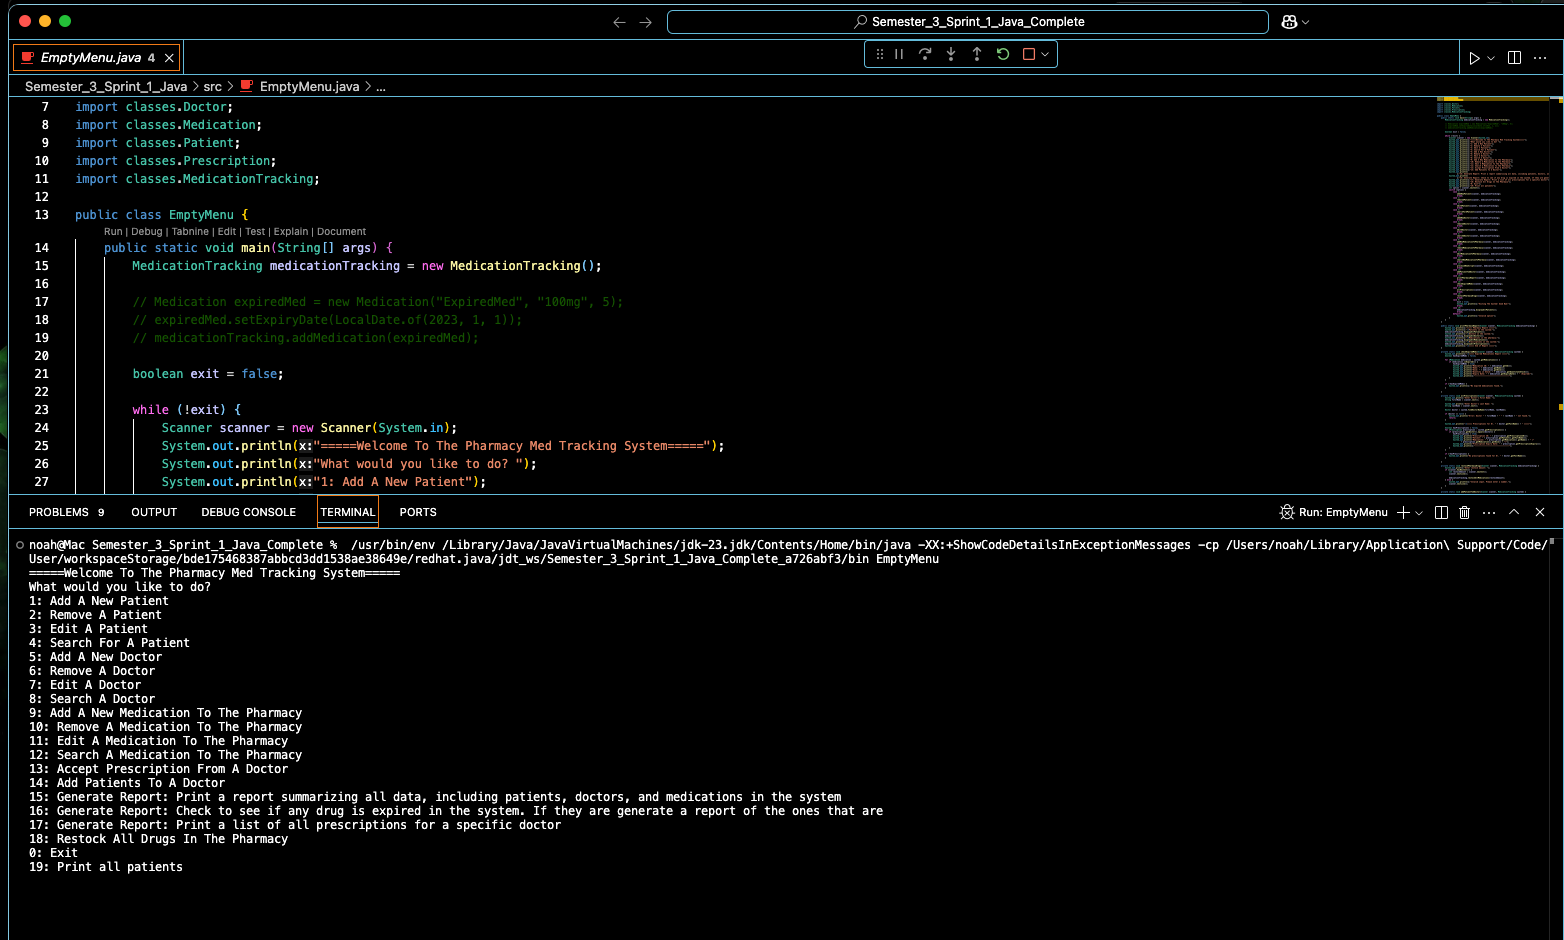 Semester_3_Sprint_1_Java_Complete
EmptyMenu.java 4
Semester_3_Sprint_1_Java > src > EmptyMenu.java > ...
7 import classes.Doctor;
8 import classes.Medication;
9 import classes.Patient;
10 import classes.Prescription;
11 import classes.MedicationTracking;
12
13 public class EmptyMenu {
Run | Debug | Tabnine | Edit | Test | Explain | Document
14 public static void main(String[] args) {
15 MedicationTracking medicationTracking = new MedicationTracking();
16
17 // Medication expiredMed = new Medication("ExpiredMed", "100mg", 5);
18 // expiredMed.setExpiryDate(LocalDate.of(2023, 1, 1));
19 // medicationTracking.addMedication(expiredMed);
20
21 boolean exit = false;
22
23 while (!exit) {
24 Scanner scanner = new Scanner(System.in);
25 System.out.println(x:"=====Welcome To The Pharmacy Med Tracking System=====");
26 System.out.println(x:"What would you like to do? ");
27 System.out.println(x:"1: Add A New Patient");
PROBLEMS 9 OUTPUT DEBUG CONSOLE TERMINAL PORTS Run: EmptyMenu
noah@Mac Semester_3_Sprint_1_Java_Complete % /usr/bin/env /Library/Java/JavaVirtualMachines/jdk-23.jdk/Contents/Home/bin/java -XX:+ShowCodeDetailsInExceptionMessages -cp /Users/noah/Library/Application\ Support/Code/
User/workspaceStorage/bde175468387abbcd3dd1538ae38649e/redhat.java/jdt_ws/Semester_3_Sprint_1_Java_Complete_a726abf3/bin EmptyMenu
=====Welcome To The Pharmacy Med Tracking System=====
What would you like to do?
1: Add A New Patient
2: Remove A Patient
3: Edit A Patient
4: Search For A Patient
5: Add A New Doctor
6: Remove A Doctor
7: Edit A Doctor
8: Search A Doctor
9: Add A New Medication To The Pharmacy
10: Remove A Medication To The Pharmacy
11: Edit A Medication To The Pharmacy
12: Search A Medication To The Pharmacy
13: Accept Prescription From A Doctor
14: Add Patients To A Doctor
15: Generate Report: Print a report summarizing all data, including patients, doctors, and medications in the system
16: Generate Report: Check to see if any drug is expired in the system. If they are generate a report of the ones that are
17: Generate Report: Print a list of all prescriptions for a specific doctor
18: Restock All Drugs In The Pharmacy
0: Exit
19: Print all patients